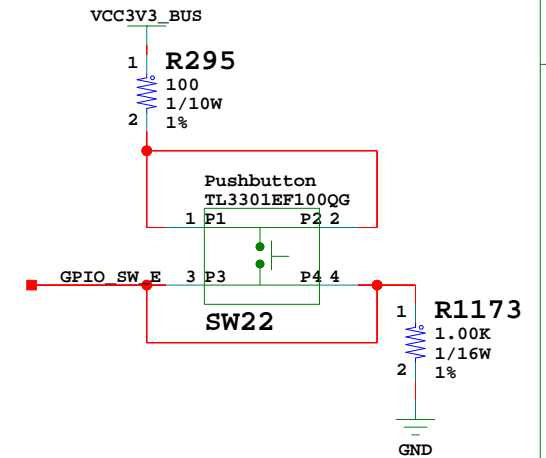 VCC3V3_BUS
1 R295
100
1/10W
2 1%
Pushbutton
TL3301EF100QG
1 P1 P2 2
GPIO_SW_E 3 P3 P4 4
SW22
1 R1173
1.00K
1/16W
2 1%
GND